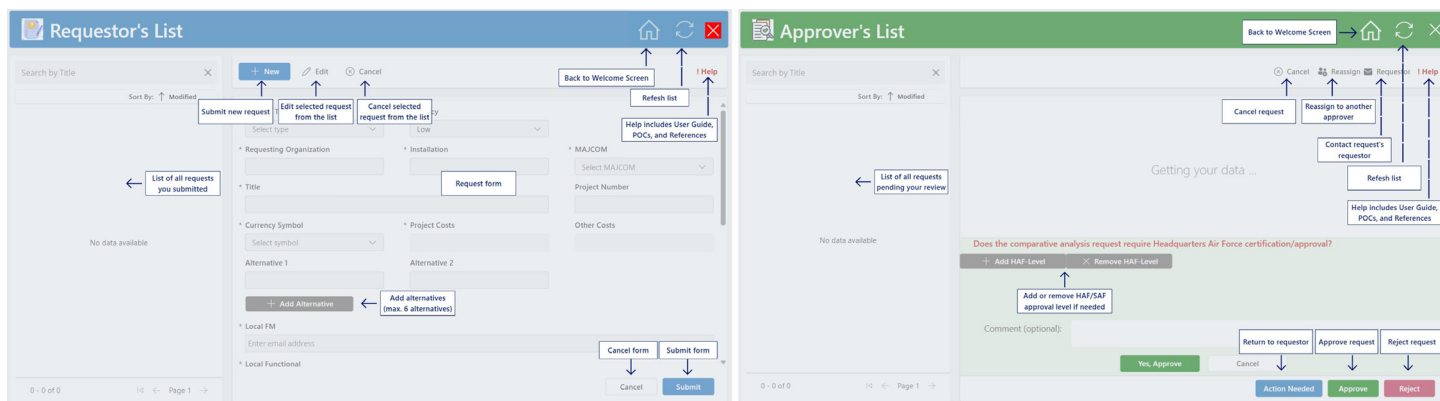 Requestor's List
Search by Title
Sort By: ↑ Modified
List of all requests
you submitted
No data available
0 - 0 of 0
Page 1
+ New
Edit
Cancel
! Help
Submit new request
Edit selected request
from the list
Cancel selected
request from the list
Back to Welcome Screen
Refesh list
Help includes User Guide,
POCs, and References
Select type
Low
* Requesting Organization
* Installation
* MAJCOM
Select MAJCOM
Request form
* Title
Project Number
* Currency Symbol
* Project Costs
Other Costs
Select symbol
Alternative 1
Alternative 2
+ Add Alternative
Add alternatives
(max. 6 alternatives)
* Local FM
Enter email address
* Local Functional
Cancel form
Submit form
Cancel
Submit
Approver's List
Back to Welcome Screen
Search by Title
Sort By: ↑ Modified
List of all requests
pending your review
No data available
0 - 0 of 0
Page 1
Cancel
Reassign
Requestor
! Help
Cancel request
Reassign to another
approver
Contact request's
requestor
Refesh list
Help includes User Guide,
POCs, and References
Getting your data ...
Does the comparative analysis request require Headquarters Air Force certification/approval?
+ Add HAF-Level
Remove HAF-Level
Add or remove HAF/SAF
approval level if needed
Comment (optional):
Return to requestor
Approve request
Reject request
Yes, Approve
Cancel
Action Needed
Approve
Reject